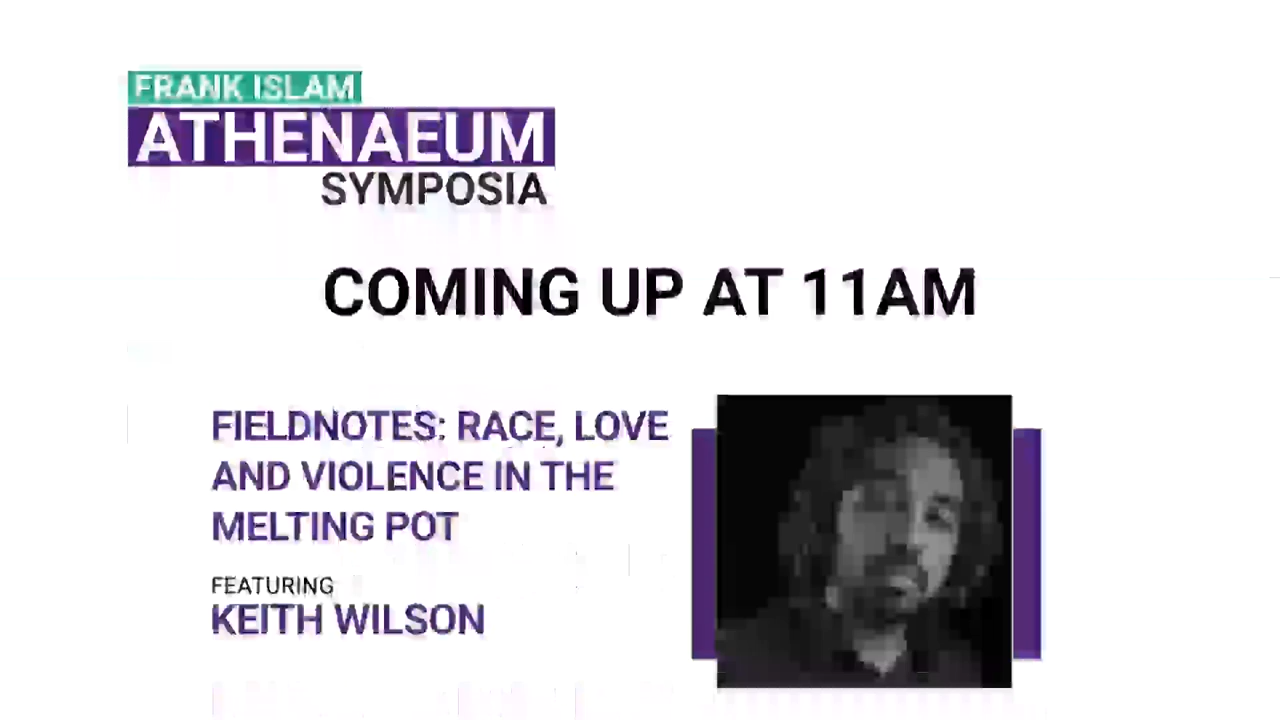 FRANK ISLAM
ATHENAEUM
SYMPOSIA
COMING UP AT 11AM
FIELDNOTES: RACE, LOVE
AND VIOLENCE IN THE
MELTING POT
FEATURING
KEITH WILSON